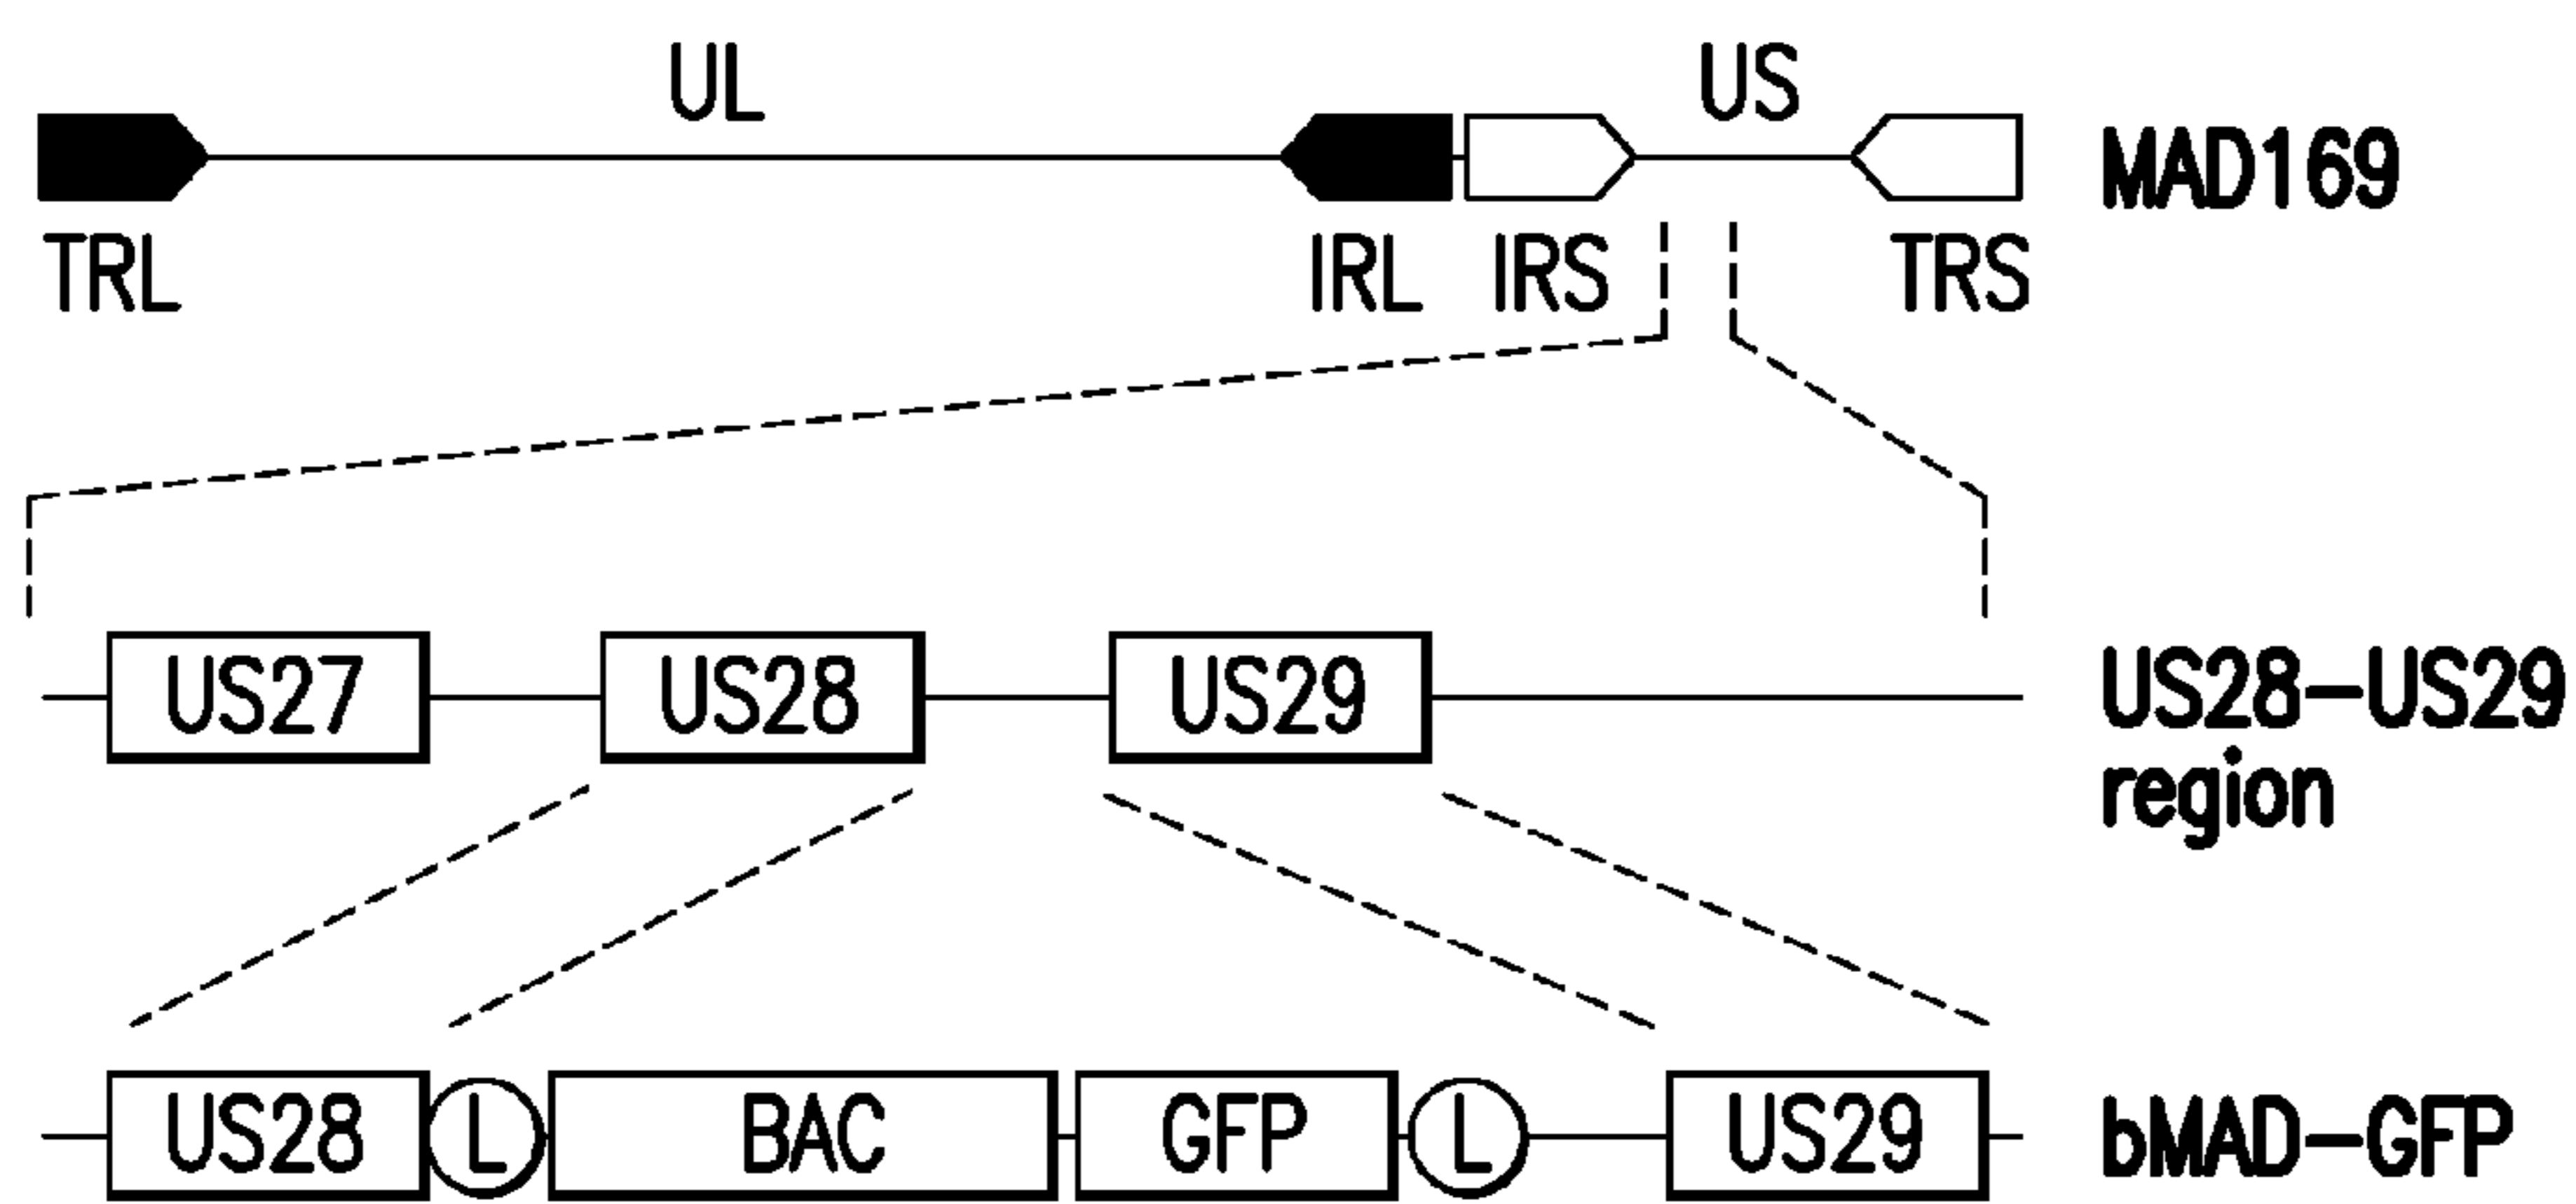 UL US
MAD169
TRL IRL IRS TRS
US27 US28 US29 US28-US29
region
US28 L BAC GFP L US29 bMAD-GFP